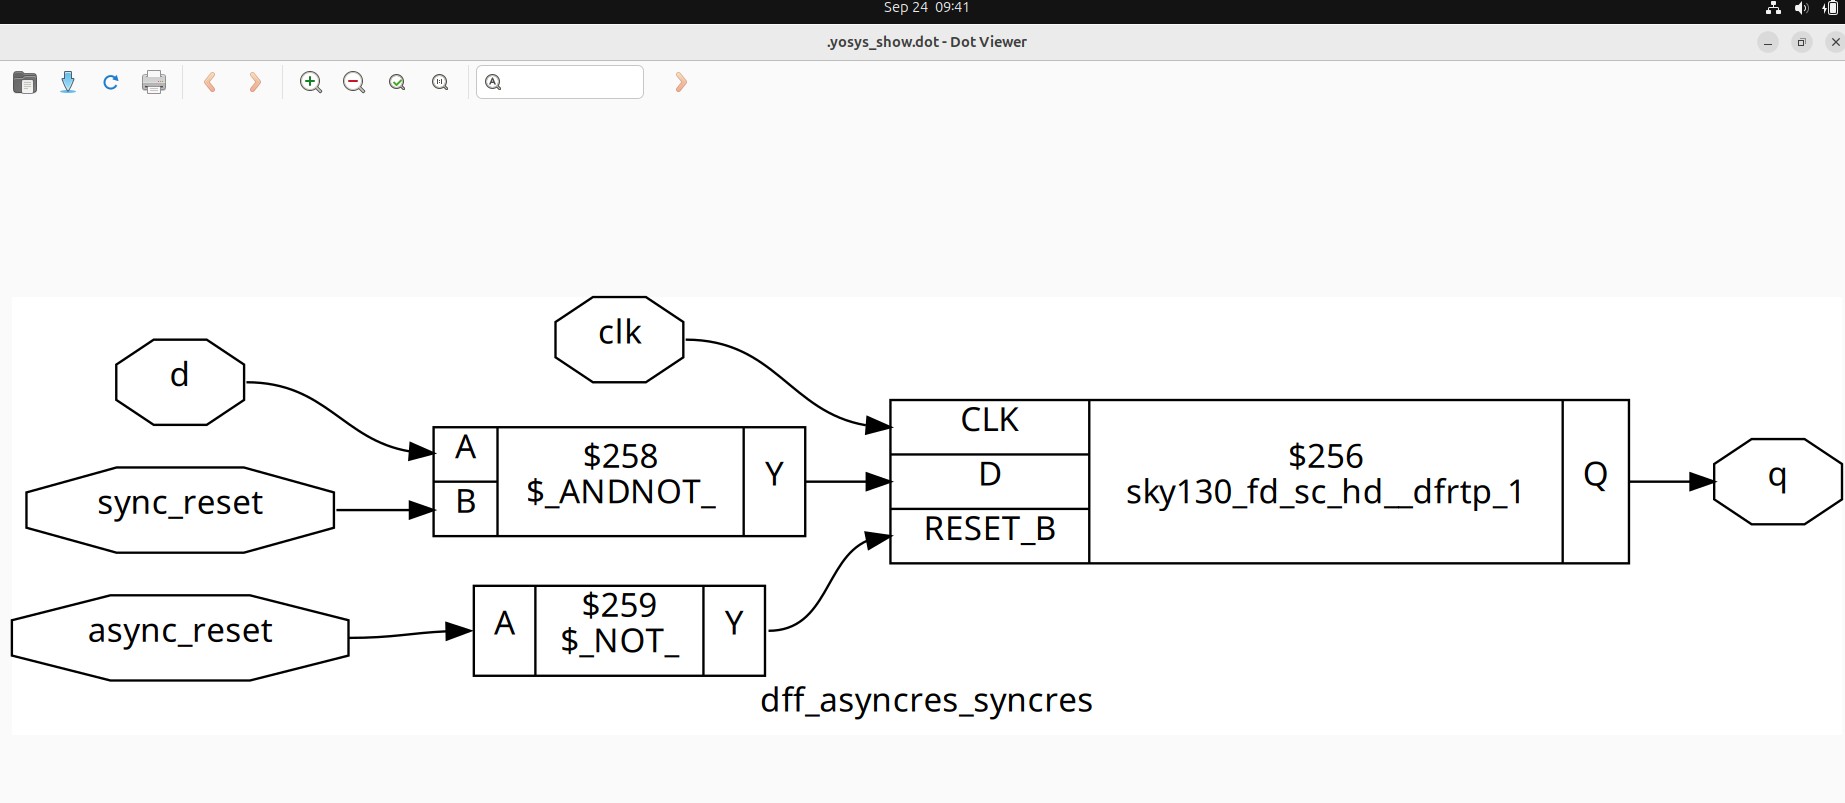 Sep 24 09:41
.yosys_show.dot - Dot Viewer
clk
d
CLK
A
$258
$_ANDNOT_
Y
D
$256
sky130_fd_sc_hd__dfrtp_1
Q
q
sync_reset
B
RESET_B
async_reset
A
$259
$_NOT_
Y
dff_asyncres_syncres